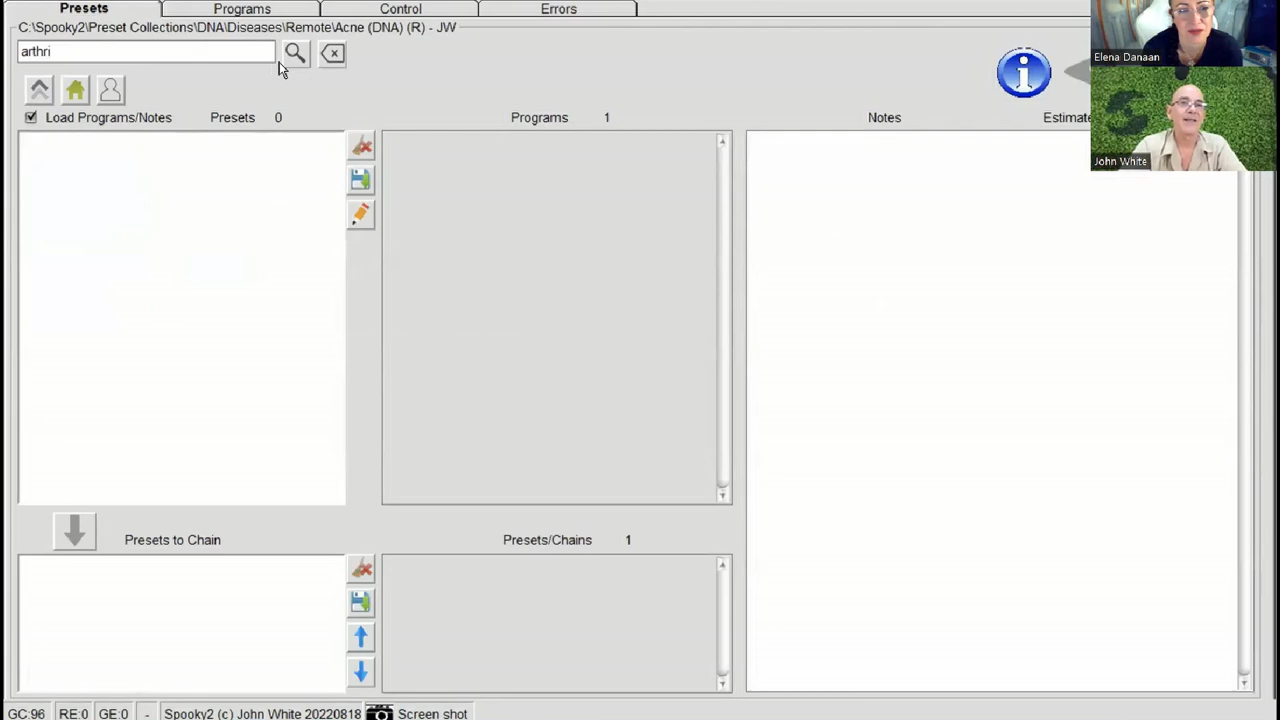 Presets Programs Control Errors
C:\Spooky2\Preset Collections\DNA\Diseases\Remote\Acne (DNA) (R) - JW
arthri
Elena Danaan
Load Programs/Notes Presets 0 Programs 1 Notes Estimate
John White
Presets to Chain Presets/Chains 1
GC:96 RE:0 GE:0 - Spooky2 (c) John White 20220818 Screen shot